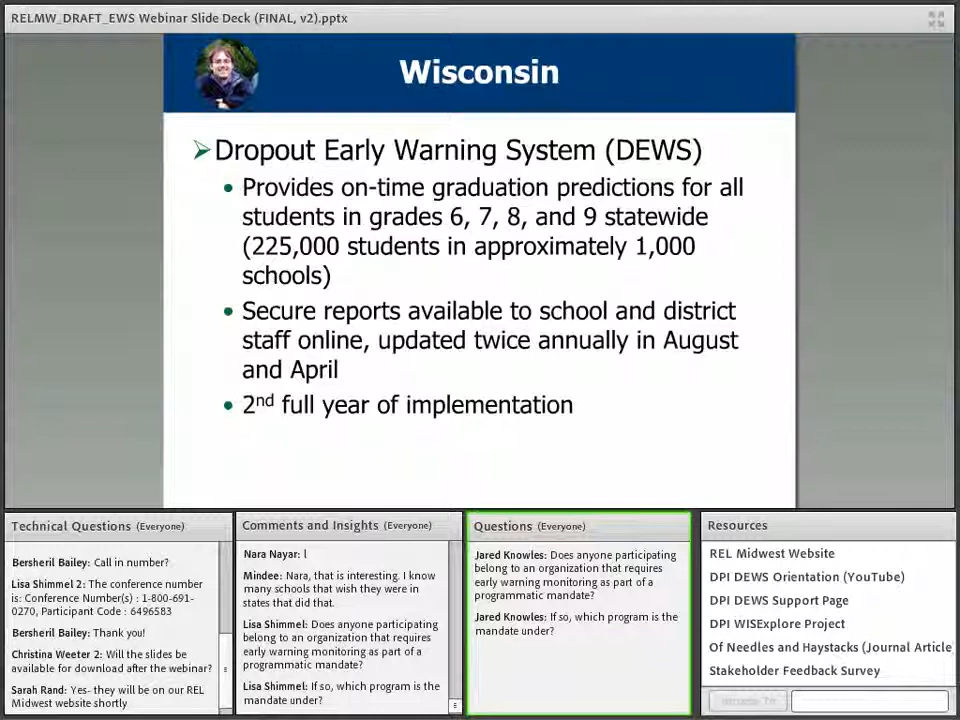 RELMW_DRAFT_EWS Webinar Slide Deck (FINAL, v2).pptx
Wisconsin
Dropout Early Warning System (DEWS)
• Provides on-time graduation predictions for all
students in grades 6, 7, 8, and 9 statewide
(225,000 students in approximately 1,000
schools)
• Secure reports available to school and district
staff online, updated twice annually in August
and April
• 2nd full year of implementation
Technical Questions (Everyone)
Bersheril Bailey: Call in number?
Lisa Shimmel 2: The conference number
is: Conference Number(s) : 1-800-691-
0270, Participant Code : 6496583
Bersheril Bailey: Thank you!
Christina Weeter 2: Will the slides be
available for download after the webinar?
Sarah Rand: Yes- they will be on our REL
Midwest website shortly
Comments and Insights (Everyone)
Nara Nayar: I
Mindee: Nara, that is interesting. I know
many schools that wish they were in
states that did that.
Lisa Shimmel: Does anyone participating
belong to an organization that requires
early warning monitoring as part of a
programmatic mandate?
Lisa Shimmel: If so, which program is the
mandate under?
Questions (Everyone)
Jared Knowles: Does anyone participating
belong to an organization that requires
early warning monitoring as part of a
programmatic mandate?
Jared Knowles: If so, which program is the
mandate under?
Resources
REL Midwest Website
DPI DEWS Orientation (YouTube)
DPI DEWS Support Page
DPI WISExplore Project
Of Needles and Haystacks (Journal Article
Stakeholder Feedback Survey